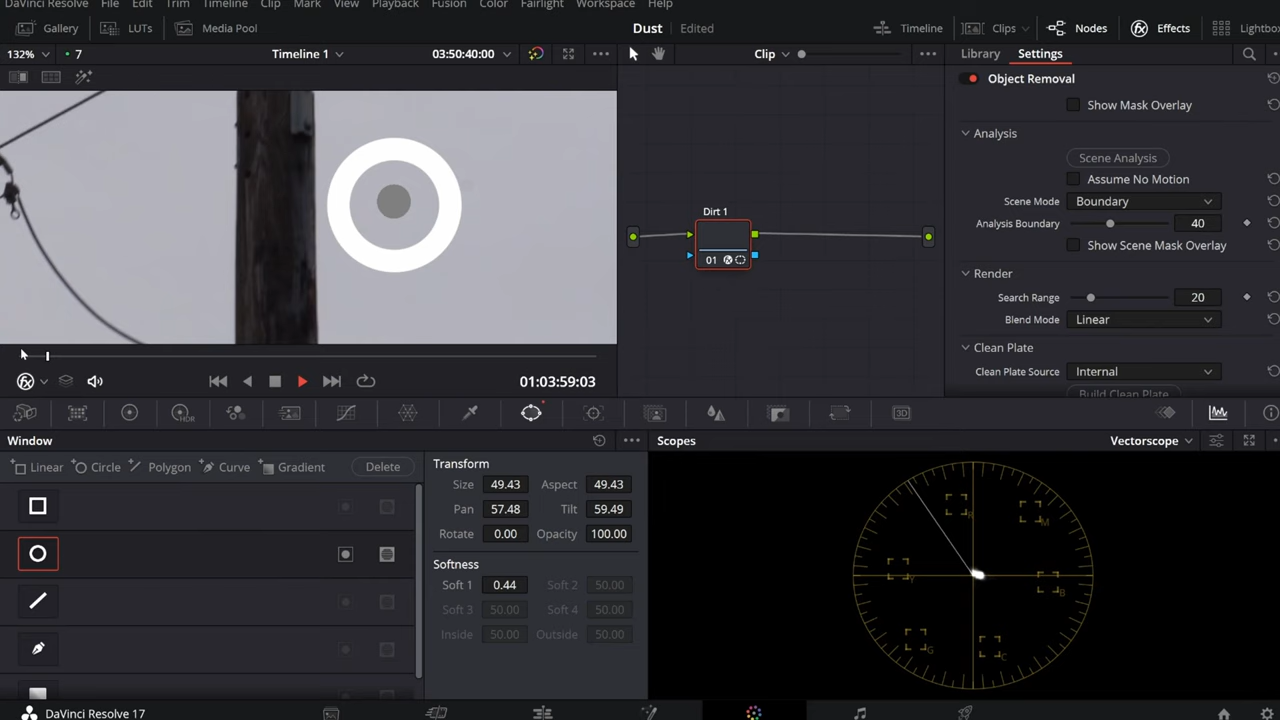 DaVinci Resolve File Edit Trim Timeline Clip Mark View Playback Fusion Color Fairlight Workspace Help
Gallery LUTs Media Pool Dust Edited Timeline Clips Nodes Effects Lightbo
132% 7 Timeline 1 03:50:40:00 Clip Library Settings
Object Removal
Show Mask Overlay
Analysis
Scene Analysis
Assume No Motion
Scene Mode Boundary
Analysis Boundary 40
Show Scene Mask Overlay
Render
Search Range 20
Blend Mode Linear
Clean Plate
Clean Plate Source Internal
Build Clean Plate
Dirt 1
01
01:03:59:03
HDR 3D
Window
Linear Circle Polygon Curve Gradient Delete
Transform
Size 49.43 Aspect 49.43
Pan 57.48 Tilt 59.49
Rotate 0.00 Opacity 100.00
Softness
Soft 1 0.44 Soft 2 50.00
Soft 3 50.00 Soft 4 50.00
Inside 50.00 Outside 50.00
Scopes Vectorscope
R M
Y B
G C
DaVinci Resolve 17